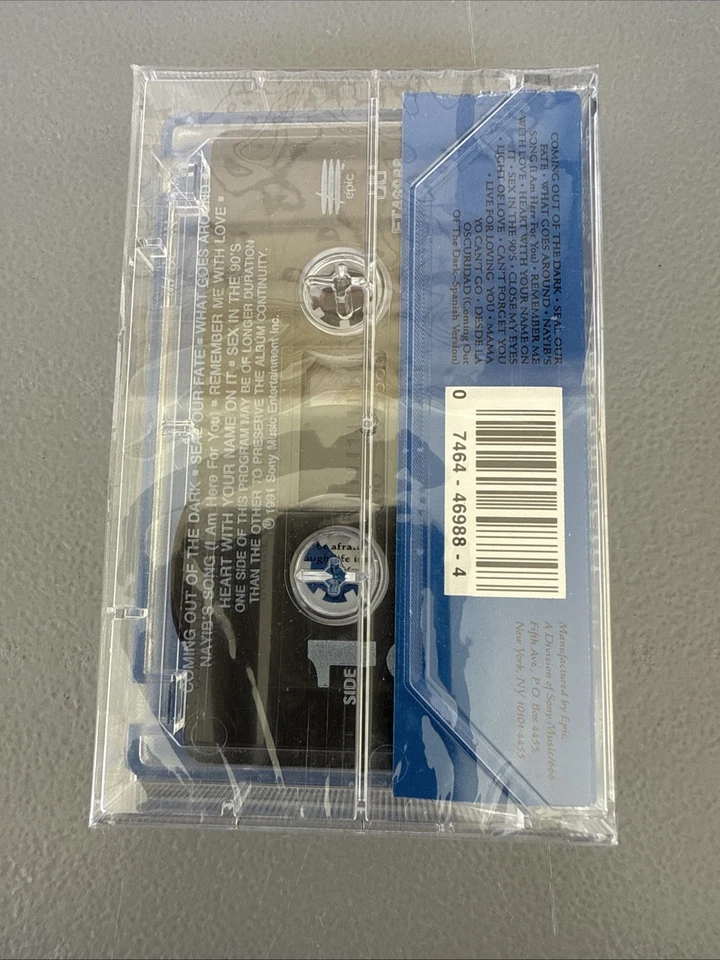 COMING OUT OF THE DARK • SEAL OUR
FATE • WHAT GOES AROUND • NAYIB'S
SONG (I Am Here For You) • REMEMBER ME
WITH LOVE • HEART WITH YOUR NAME ON
IT • SEX IN THE 90'S • CLOSE MY EYES
• LIGHT OF LOVE • CAN'T FORGET YOU
• LIVE FOR LOVING YOU • MAMA
YO CAN'T GO • DESDE LA
OSCURIDAD (Coming Out
Of The Dark-Spanish Version)
0 7464-46988-4
Manufactured by Epic,
A Division of Sony Music/666
Fifth Ave. P.O. Box 4455,
New York, NY 10101-4455
epic
SIDE 1
COMING OUT OF THE DARK ▪ SEAL OUR FATE ▪ WHAT GOES
NAYIB'S SONG (I Am Here For You) ▪ REMEMBER ME WITH LOVE ▪
HEART WITH YOUR NAME ON IT ▪ SEX IN THE 90'S
ONE SIDE OF THIS PROGRAM MAY BE OF LONGER DURATION
THAN THE OTHER TO PRESERVE THE ALBUM CONTINUITY.
℗ 1991 Sony Music Entertainment Inc.